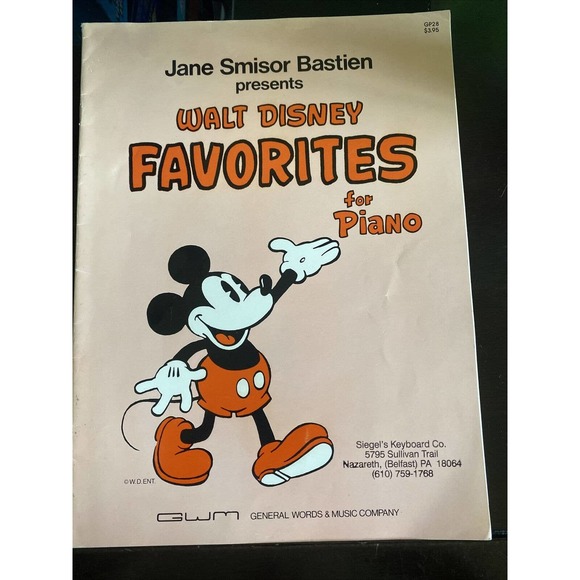 GP28
$3.95
Jane Smisor Bastien
presents
WALT DISNEY
FAVORITES
for
Piano
Siegel's Keyboard Co.
5795 Sullivan Trail
Nazareth, (Belfast) PA 18064
(610) 759-1768
©W.D.ENT.
GWM GENERAL WORDS & MUSIC COMPANY